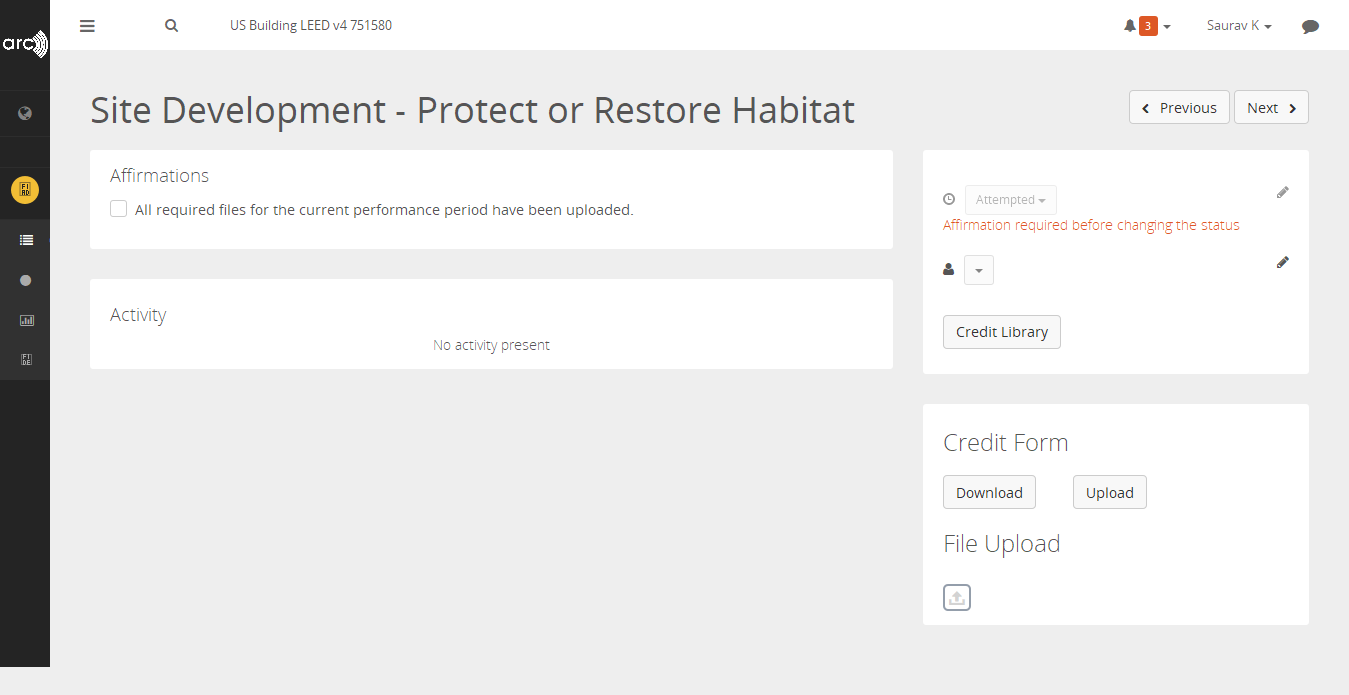 arc
US Building LEED v4 751580
3
Saurav K
Site Development - Protect or Restore Habitat
Previous
Next
Affirmations
All required files for the current performance period have been uploaded.
Activity
No activity present
Attempted
Affirmation required before changing the status
Credit Library
Credit Form
Download
Upload
File Upload